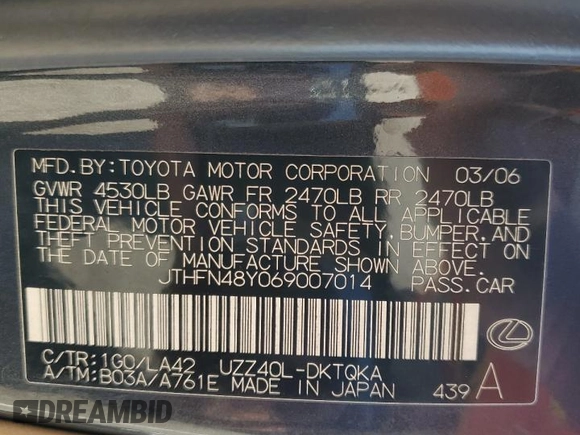 MFD.BY:TOYOTA MOTOR CORPORATION 03/06
GVWR 4530LB GAWR FR 2470LB RR 2470LB
THIS VEHICLE CONFORMS TO ALL APPLICABLE
FEDERAL MOTOR VEHICLE SAFETY,BUMPER,AND
THEFT PREVENTION STANDARDS IN EFFECT ON
THE DATE OF MANUFACTURE SHOWN ABOVE.
JTHFN48Y069007014 PASS.CAR
C/TR:1G0/LA42 UZZ40L-DKTQKA
A/TM:B03A/A761E MADE IN JAPAN 439 A
DREAMBID